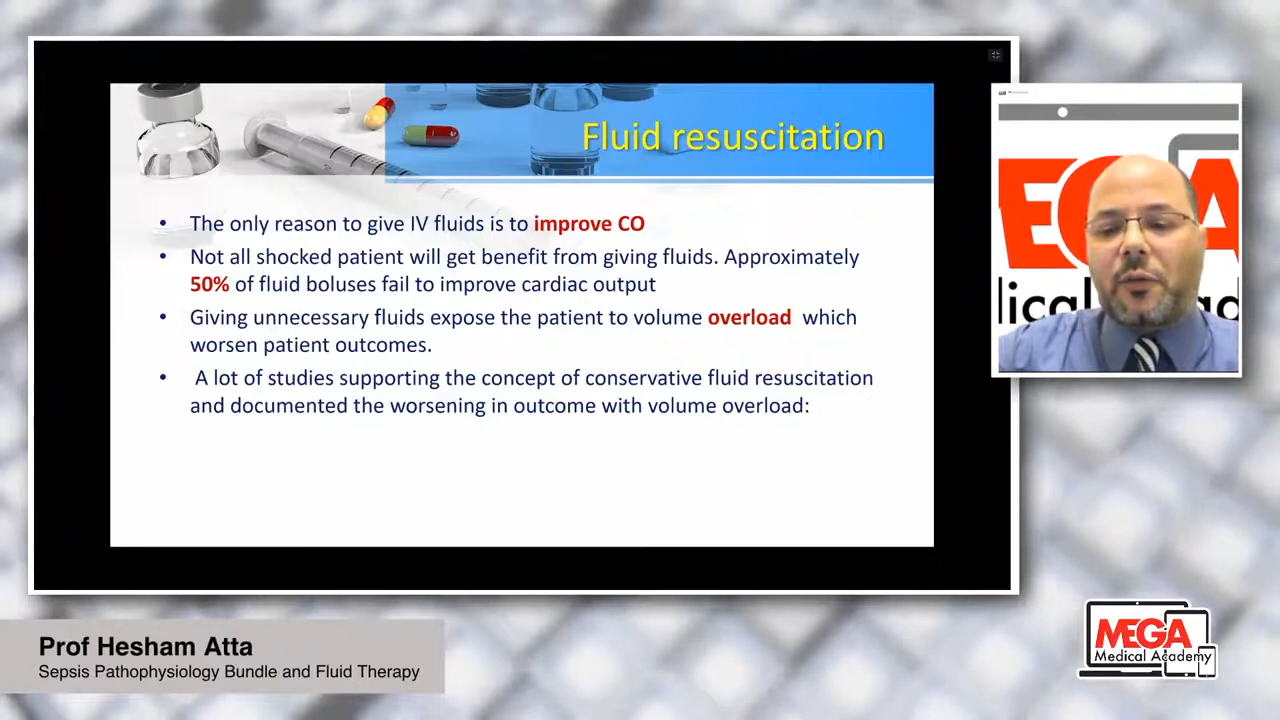 Fluid resuscitation
• The only reason to give IV fluids is to improve CO
• Not all shocked patient will get benefit from giving fluids. Approximately
50% of fluid boluses fail to improve cardiac output
• Giving unnecessary fluids expose the patient to volume overload which
worsen patient outcomes.
• A lot of studies supporting the concept of conservative fluid resuscitation
and documented the worsening in outcome with volume overload:
Prof Hesham Atta
Sepsis Pathophysiology Bundle and Fluid Therapy
MEGA
Medical Academy